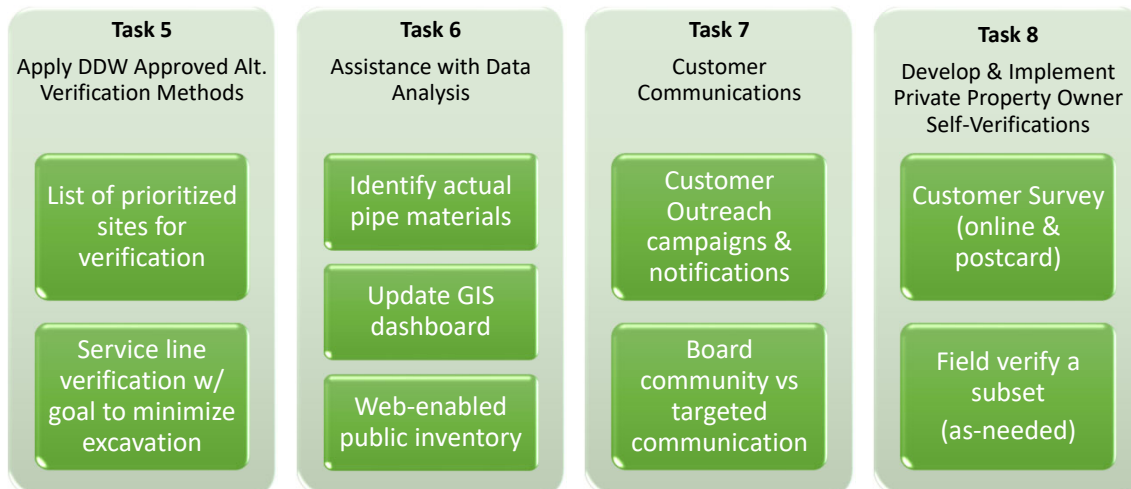 Task 5
Apply DDW Approved Alt.
Verification Methods
List of prioritized
sites for
verification
Service line
verification w/
goal to minimize
excavation
Task 6
Assistance with Data
Analysis
Identify actual
pipe materials
Update GIS
dashboard
Web-enabled
public inventory
Task 7
Customer
Communications
Customer
Outreach
campaigns &
notifications
Board
community vs
targeted
communication
Task 8
Develop & Implement
Private Property Owner
Self-Verifications
Customer Survey
(online &
postcard)
Field verify a
subset
(as-needed)